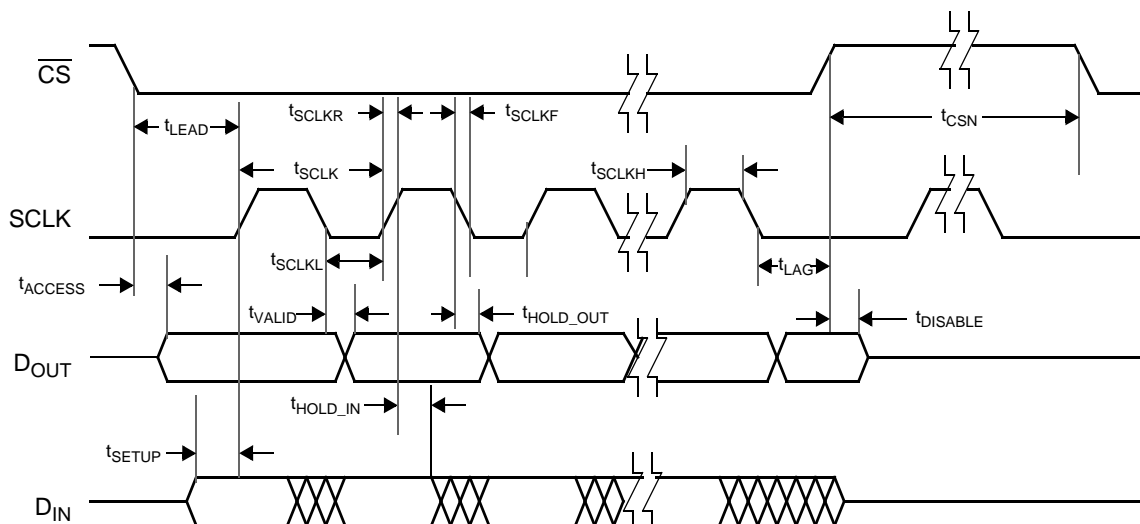 CS
tLEAD
tSCLKR
tSCLKF
tCSN
tSCLK
tSCLKH
SCLK
tSCLKL
tLAG
tACCESS
tVALID
tHOLD_OUT
tDISABLE
DOUT
tHOLD_IN
tSETUP
DIN